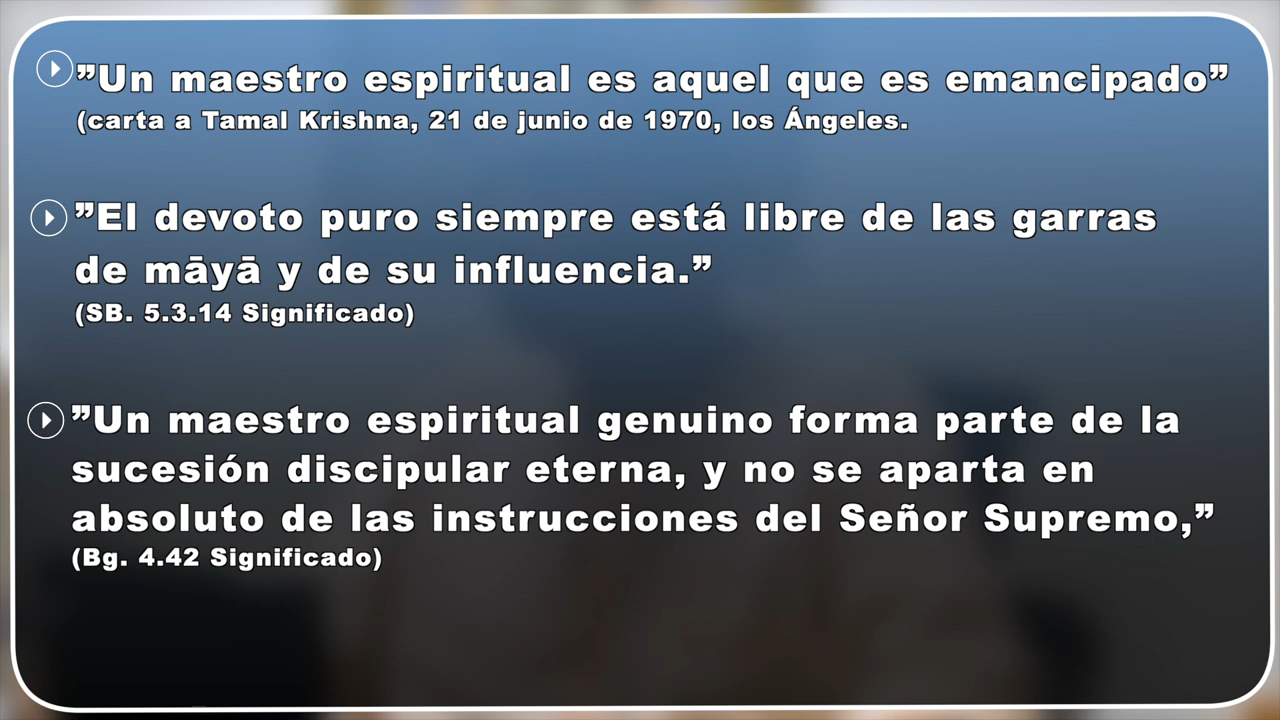 ”Un maestro espiritual es aquel que es emancipado”
(carta a Tamal Krishna, 21 de junio de 1970, los Ángeles.
”El devoto puro siempre está libre de las garras
de māyā y de su influencia.”
(SB. 5.3.14 Significado)
”Un maestro espiritual genuino forma parte de la
sucesión discipular eterna, y no se aparta en
absoluto de las instrucciones del Señor Supremo,”
(Bg. 4.42 Significado)